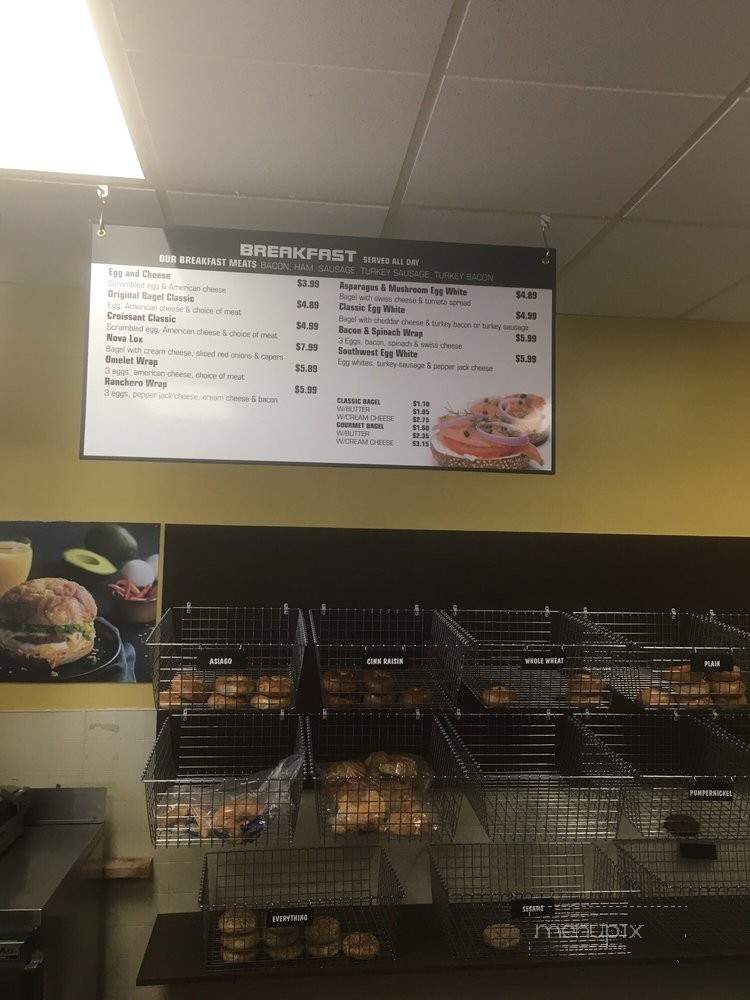 BREAKFAST SERVED ALL DAY
OUR BREAKFAST MEATS BACON, HAM, SAUSAGE, TURKEY SAUSAGE, TURKEY BACON
Egg and Cheese $3.99
Scrambled egg & American cheese
Original Bagel Classic $4.89
Egg, American cheese & choice of meat
Croissant Classic $4.99
Scrambled egg, American cheese & choice of meat
Nova Lox $7.99
Bagel with cream cheese, sliced red onions & capers
Omelet Wrap $5.89
3 eggs, american cheese, choice of meat
Ranchero Wrap $5.99
3 eggs, pepper jack cheese, cream cheese & bacon
Asparagus & Mushroom Egg White $4.89
Bagel with swiss cheese & tomato spread
Classic Egg White $4.99
Bagel with cheddar cheese & turkey bacon or turkey sausage
Bacon & Spinach Wrap $5.99
3 Eggs, bacon, spinach & swiss cheese
Southwest Egg White $5.99
Egg whites, turkey-sausage & pepper jack cheese
CLASSIC BAGEL $1.10
W/BUTTER $1.85
W/CREAM CHEESE $2.75
GOURMET BAGEL $1.60
W/BUTTER $2.35
W/CREAM CHEESE $3.15
ASIAGO
CINN RAISIN
WHOLE WHEAT
PLAIN
PUMPERNICKEL
EVERYTHING
SESAME
menupix